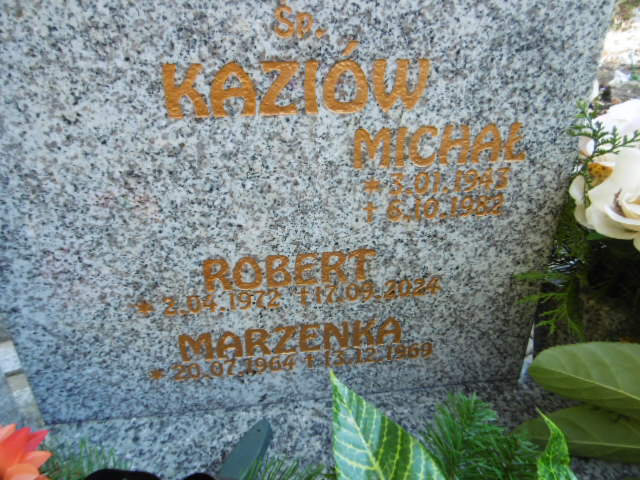 Śp.
KAZIÓW
MICHAŁ
* 3.01.1943
† 6.10.1982
ROBERT
* 2.04.1972 †17.09.2024
MARZENKA
* 20.07.1964 †13.12.1969